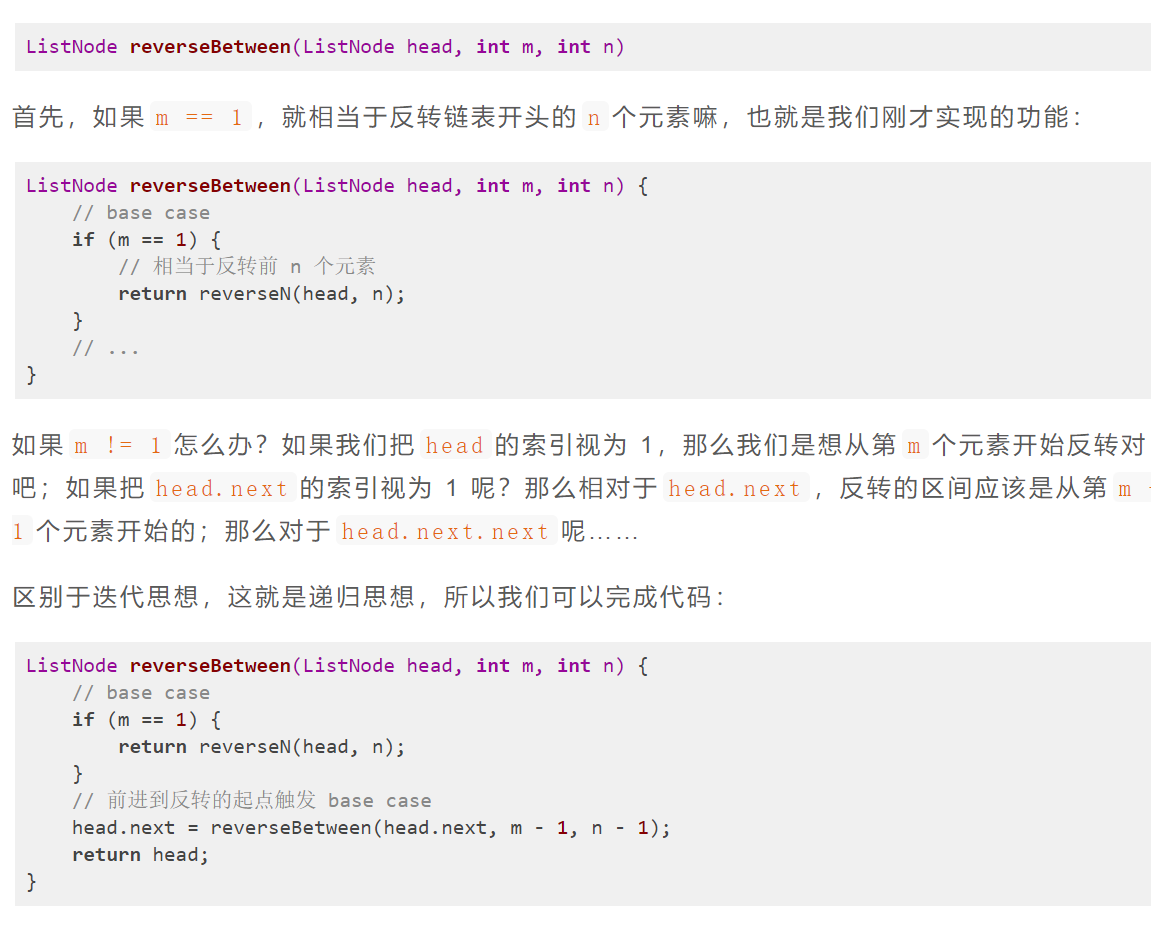 ListNode reverseBetween(ListNode head, int m, int n)
首先，如果 m == 1 ，就相当于反转链表开头的 n 个元素嘛，也就是我们刚才实现的功能：
ListNode reverseBetween(ListNode head, int m, int n) {
    // base case
    if (m == 1) {
        // 相当于反转前 n 个元素
        return reverseN(head, n);
    }
    // ...
}
如果 m != 1 怎么办？如果我们把 head 的索引视为 1，那么我们是想从第 m 个元素开始反转对
吧；如果把 head.next 的索引视为 1 呢？那么相对于 head.next ，反转的区间应该是从第 m -
1 个元素开始的；那么对于 head.next.next 呢……
区别于迭代思想，这就是递归思想，所以我们可以完成代码：
ListNode reverseBetween(ListNode head, int m, int n) {
    // base case
    if (m == 1) {
        return reverseN(head, n);
    }
    // 前进到反转的起点触发 base case
    head.next = reverseBetween(head.next, m - 1, n - 1);
    return head;
}